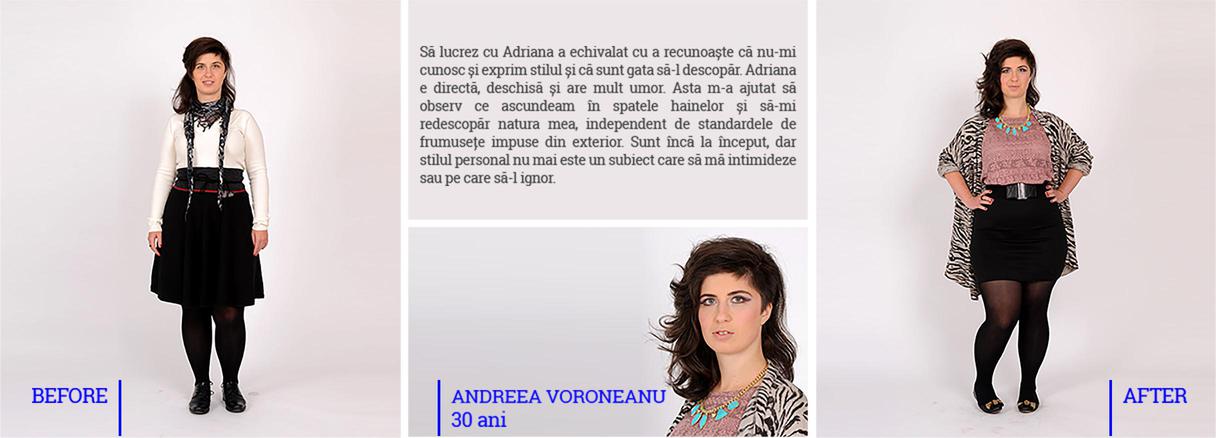 Să lucrez cu Adriana a echivalat cu a recunoaște că nu-mi
cunosc și exprim stilul și că sunt gata să-l descopăr. Adriana
e directă, deschisă și are mult umor. Asta m-a ajutat să
observ ce ascundeam în spatele hainelor și să-mi
redescopăr natura mea, independent de standardele de
frumusețe impuse din exterior. Sunt încă la început, dar
stilul personal nu mai este un subiect care să mă intimideze
sau pe care să-l ignor.
BEFORE
ANDREEA VORONEANU
30 ani
AFTER